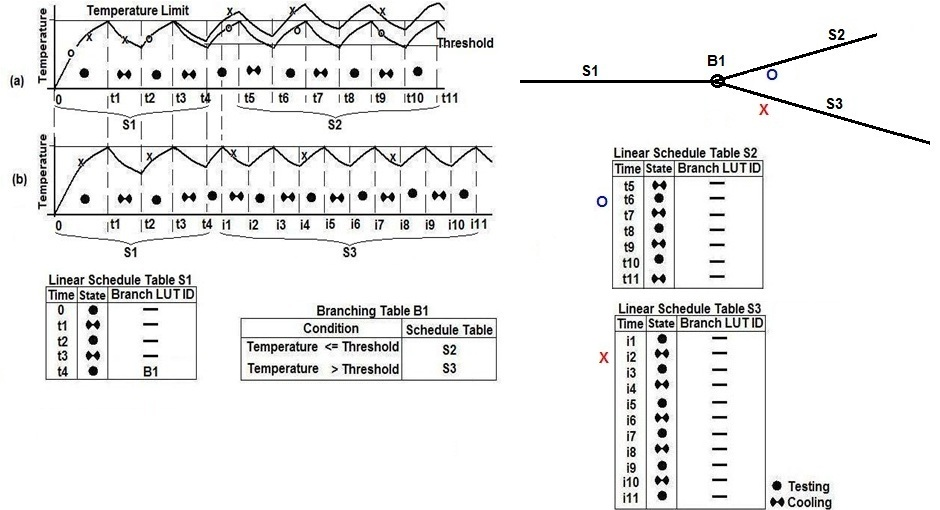 Temperature
Temperature Limit
x
x
x
x
x
o
o
o
o
o
Threshold
(a)
0 t1 t2 t3 t4 t5 t6 t7 t8 t9 t10 t11
S1 S2
Temperature
x
x
x
x
x
(b)
0 t1 t2 t3 t4 i1 i2 i3 i4 i5 i6 i7 i8 i9 i10 i11
S1 S3
Linear Schedule Table S1
Time State Branch LUT ID
0 —
t1 —
t2 —
t3 —
t4 B1
Branching Table B1
Condition Schedule Table
Temperature <= Threshold S2
Temperature > Threshold S3
S1
B1
S2
O
X
S3
Linear Schedule Table S2
Time State Branch LUT ID
t5 —
O t6 —
t7 —
t8 —
t9 —
t10 —
t11 —
Linear Schedule Table S3
Time State Branch LUT ID
i1 —
X i2 —
i3 —
i4 —
i5 —
i6 —
i7 —
i8 —
i9 —
i10 —
i11 —
Testing
Cooling